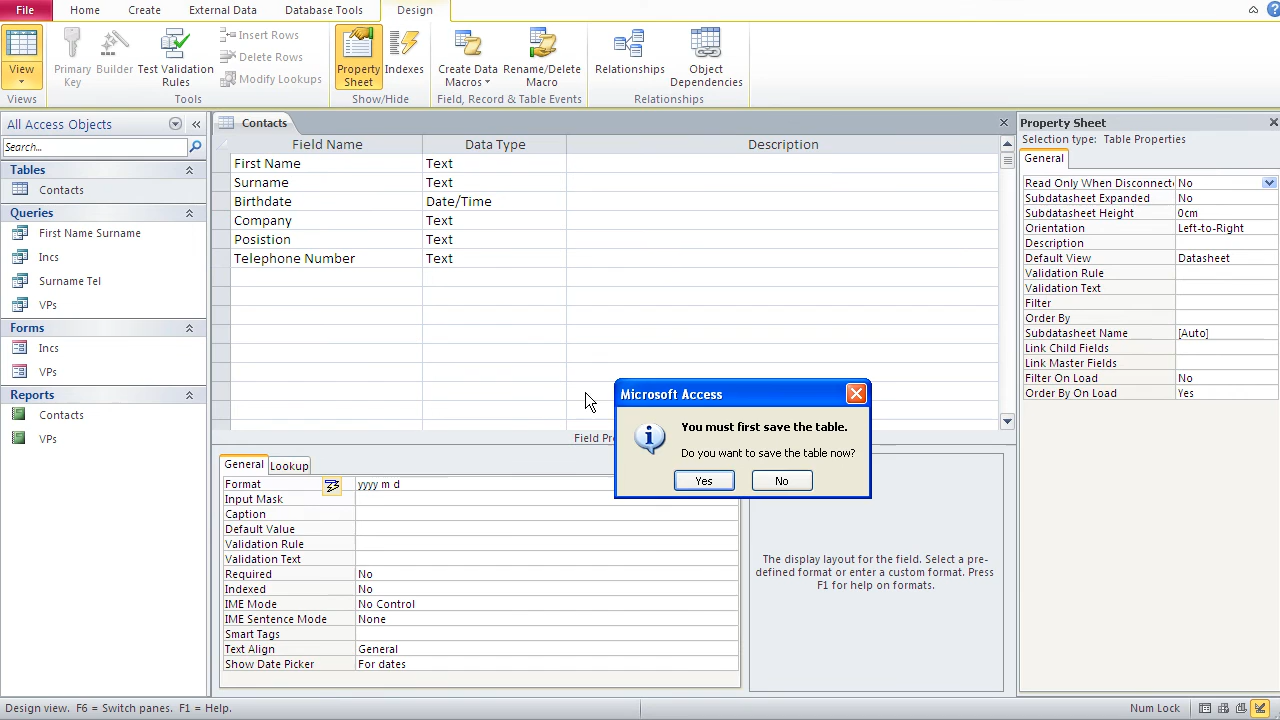 File Home Create External Data Database Tools Design
View
Views
Primary Key
Builder
Test Validation Rules
Insert Rows
Delete Rows
Modify Lookups
Tools
Property Sheet
Indexes
Show/Hide
Create Data Macros
Rename/Delete Macro
Field, Record & Table Events
Relationships
Object Dependencies
Relationships
All Access Objects
Search...
Tables
Contacts
Queries
First Name Surname
Incs
Surname Tel
VPs
Forms
Incs
VPs
Reports
Contacts
VPs
Contacts
Field Name Data Type Description
First Name Text
Surname Text
Birthdate Date/Time
Company Text
Posistion Text
Telephone Number Text
Microsoft Access
You must first save the table.
Do you want to save the table now?
Yes No
Field Pr
General Lookup
Format yyyy m d
Input Mask
Caption
Default Value
Validation Rule
Validation Text
Required No
Indexed No
IME Mode No Control
IME Sentence Mode None
Smart Tags
Text Align General
Show Date Picker For dates
The display layout for the field. Select a pre-
defined format or enter a custom format. Press
F1 for help on formats.
Property Sheet
Selection type: Table Properties
General
Read Only When Disconnect No
Subdatasheet Expanded No
Subdatasheet Height 0cm
Orientation Left-to-Right
Description
Default View Datasheet
Validation Rule
Validation Text
Filter
Order By
Subdatasheet Name [Auto]
Link Child Fields
Link Master Fields
Filter On Load No
Order By On Load Yes
Design view. F6 = Switch panes. F1 = Help.
Num Lock